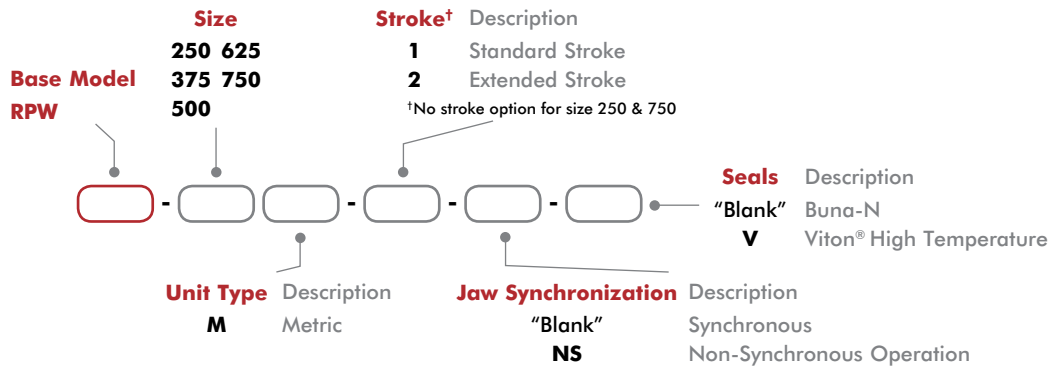 Size
250 625
375 750
500
Base Model
RPW
Stroke† Description
1 Standard Stroke
2 Extended Stroke
†No stroke option for size 250 & 750
- - - -
Seals Description
“Blank” Buna-N
V Viton® High Temperature
Unit Type Description
M Metric
Jaw Synchronization Description
“Blank” Synchronous
NS Non-Synchronous Operation